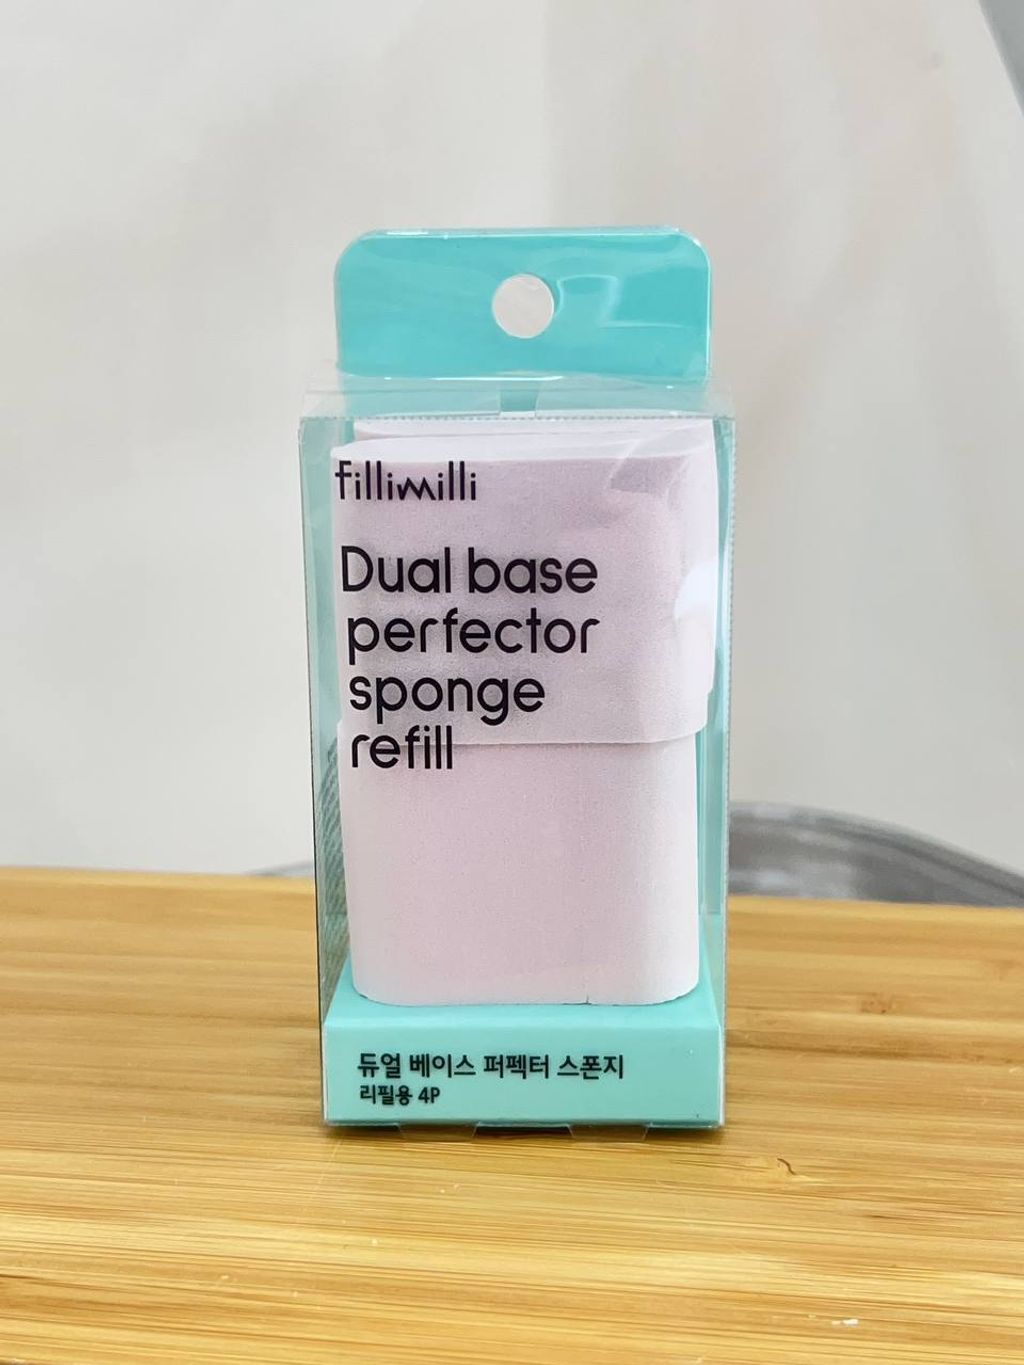 fillimilli
Dual base
perfector
sponge
refill
듀얼 베이스 퍼펙터 스폰지
리필용 4P